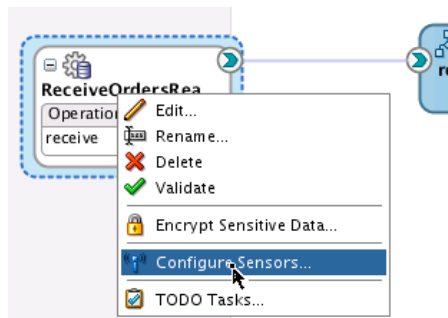 ReceiveOrdersRea
Operation
receive
Edit...
Rename...
Delete
Validate
Encrypt Sensitive Data...
Configure Sensors...
TODO Tasks...